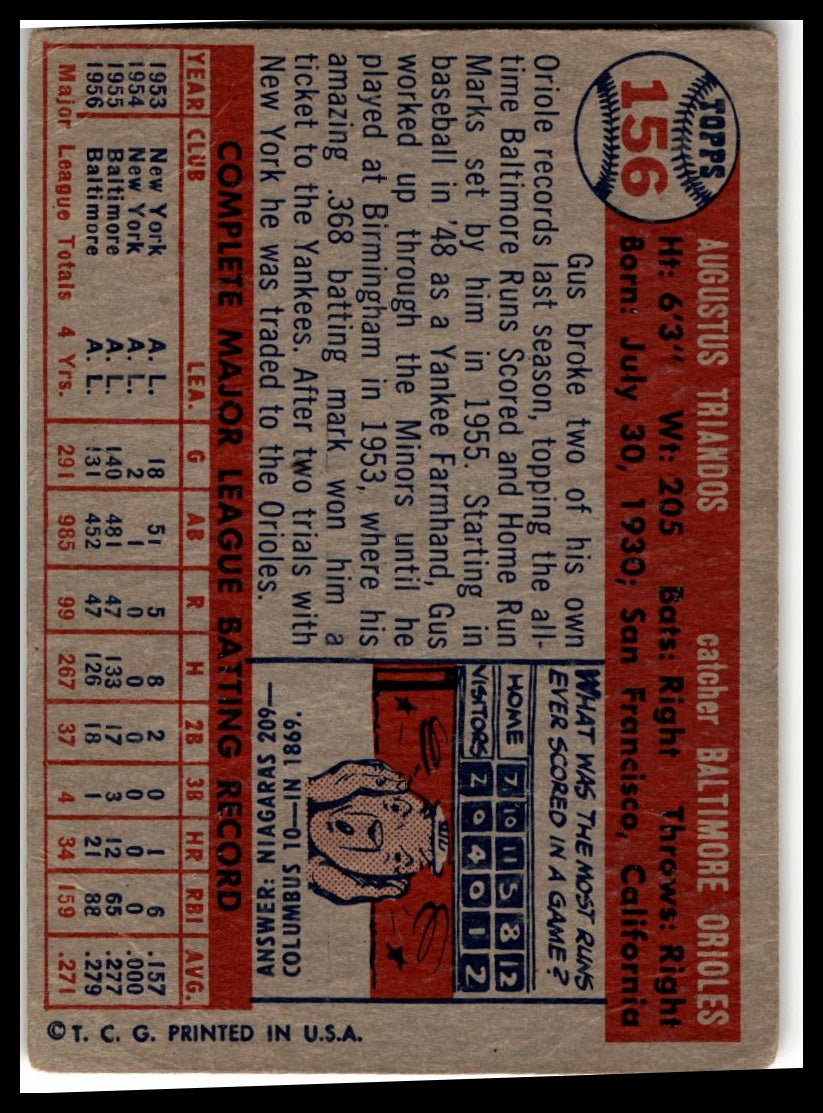 TOPPS
156
AUGUSTUS TRIANDOS catcher BALTIMORE ORIOLES
Ht: 6'3" Wt: 205 Bats: Right Throws: Right
Born: July 30, 1930; San Francisco, California
Gus broke two of his own
Oriole records last season, topping the all-
time Baltimore Runs Scored and Home Run
Marks set by him in 1955. Starting in
baseball in '48 as a Yankee Farmhand, Gus
worked up through the Minors until he
played at Birmingham in 1953, where his
amazing .368 batting mark won him a
ticket to the Yankees. After two trials with
New York he was traded to the Orioles.
WHAT WAS THE MOST RUNS
EVER SCORED IN A GAME?
HOME 7 10 11 5 8 12
VISITORS 2 0 4 0 1 2
ANSWER: NIAGARAS 209—
COLUMBUS 10—IN 1869.
COMPLETE MAJOR LEAGUE BATTING RECORD
YEAR CLUB LEA. G AB R H 2B 3B HR RBI AVG.
1953 New York A. L. 18 51 5 8 2 0 1 6 .157
1954 New York A. L. 2 1 0 0 0 0 0 0 .000
1955 Baltimore A. L. 140 481 47 133 17 3 12 65 .277
1956 Baltimore A. L. 131 452 47 126 18 1 21 88 .279
Major League Totals 4 Yrs. 291 985 99 267 37 4 34 159 .271
© T. C. G. PRINTED IN U.S.A.